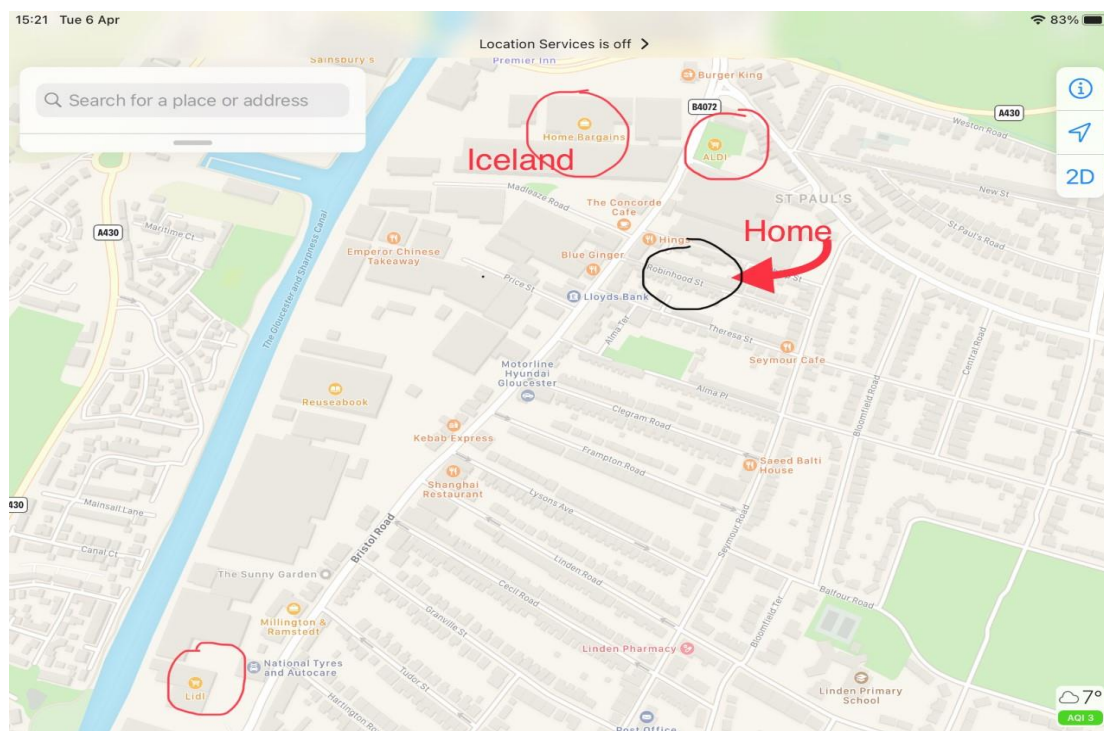 15:21 Tue 6 Apr
83%
Location Services is off
Sainsbury's
Premier Inn
Burger King
Search for a place or address
B4072
A430
Weston Road
Home Bargains
ALDI
2D
Iceland
Madleaze Road
ST PAUL'S
New St
The Concorde
Cafe
St Paul's Road
A430
Maritime Ct
Hings
Home
Emperor Chinese
Takeaway
Blue Ginger
Robinhood St
Price St
Lloyds Bank
The Gloucester and Sharpness Canal
Alma Ter
Theresa St
Seymour Cafe
Central Road
Motorline
Hyundai
Gloucester
Alma Pl
Bloomfield Road
Reuseabook
Clegram Road
Kebab Express
Frampton Road
Saeed Balti
House
Shanghai
Restaurant
Lysons Ave
430
Mainsail Lane
Bristol Road
Seymour Road
Canal Ct
Linden Road
The Sunny Garden
Cecil Road
Balfour Road
Bloomfield Ter
Millington &
Ramstedt
Granville St
Linden Pharmacy
National Tyres
and Autocare
Lidl
Tudor St
Linden Primary
School
7°
Hartington Road
AQI 3
Post Office